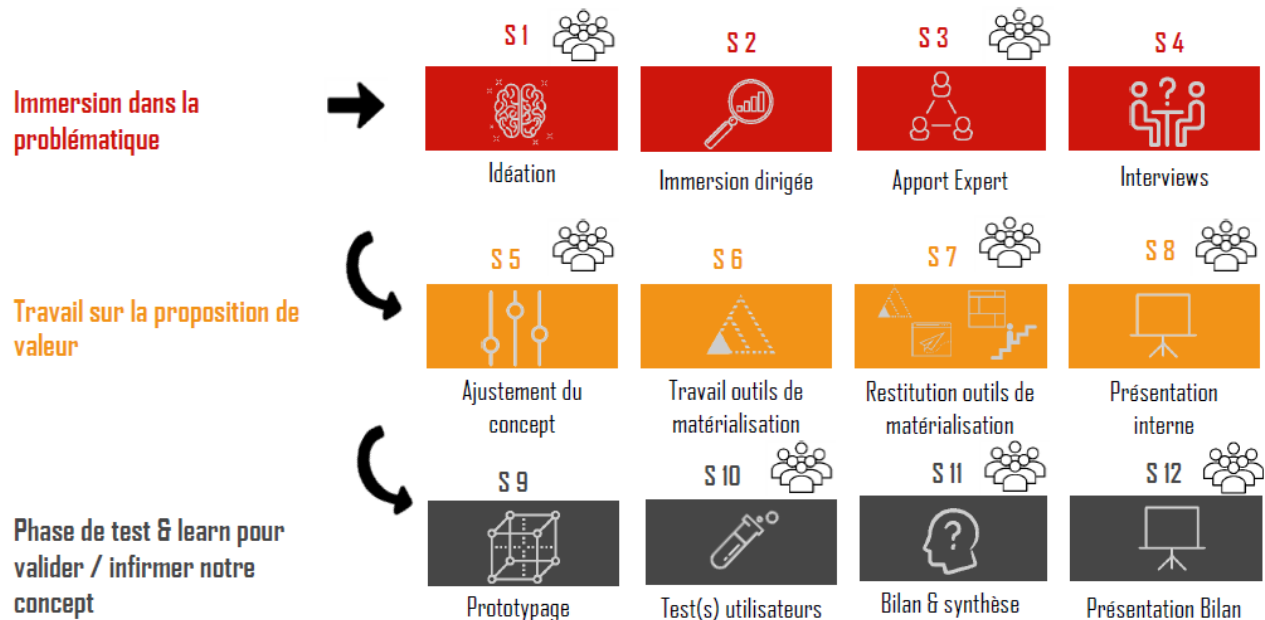 S 1
S 2
S 3
S 4
Immersion dans la
problématique
?
Idéation
Immersion dirigée
Apport Expert
Interviews
S 5
S 6
S 7
S 8
Travail sur la proposition de
valeur
Ajustement du
concept
Travail outils de
matérialisation
Restitution outils de
matérialisation
Présentation
interne
S 9
S 10
S 11
S 12
Phase de test & learn pour
valider / infirmer notre
concept
?
Prototypage
Test(s) utilisateurs
Bilan & synthèse
Présentation Bilan